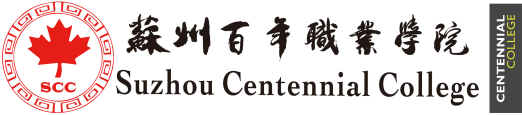 SCC
蘇州百年職業學院
Suzhou Centennial College
CENTENNIAL
COLLEGE